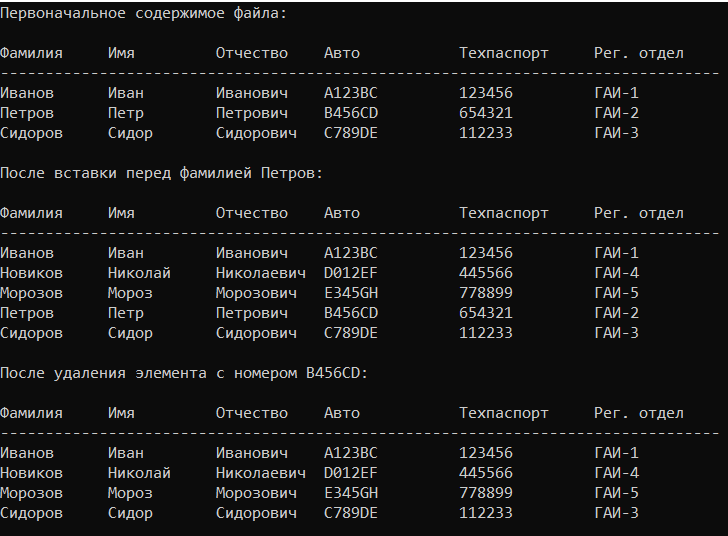 Первоначальное содержимое файла:
Фамилия Имя Отчество Авто Техпаспорт Рег. отдел
--------------------------------------------------------------------------------
Иванов Иван Иванович A123BC 123456 ГАИ-1
Петров Петр Петрович B456CD 654321 ГАИ-2
Сидоров Сидор Сидорович C789DE 112233 ГАИ-3
После вставки перед фамилией Петров:
Фамилия Имя Отчество Авто Техпаспорт Рег. отдел
--------------------------------------------------------------------------------
Иванов Иван Иванович A123BC 123456 ГАИ-1
Новиков Николай Николаевич D012EF 445566 ГАИ-4
Морозов Мороз Морозович E345GH 778899 ГАИ-5
Петров Петр Петрович B456CD 654321 ГАИ-2
Сидоров Сидор Сидорович C789DE 112233 ГАИ-3
После удаления элемента с номером B456CD:
Фамилия Имя Отчество Авто Техпаспорт Рег. отдел
--------------------------------------------------------------------------------
Иванов Иван Иванович A123BC 123456 ГАИ-1
Новиков Николай Николаевич D012EF 445566 ГАИ-4
Морозов Мороз Морозович E345GH 778899 ГАИ-5
Сидоров Сидор Сидорович C789DE 112233 ГАИ-3